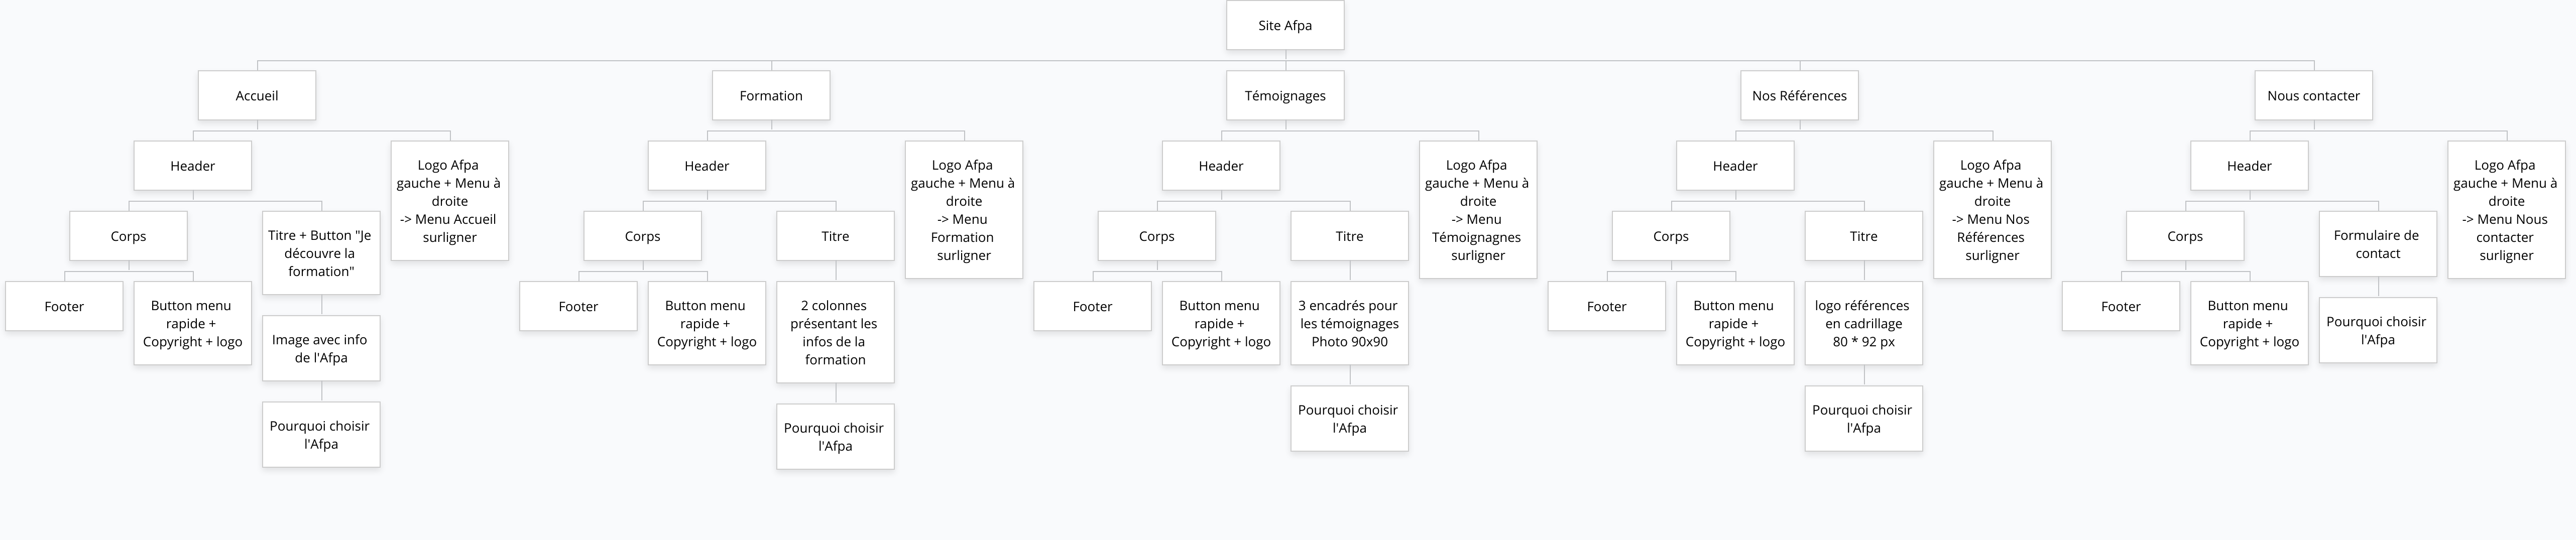 Site Afpa
Accueil
Formation
Témoignages
Nos Références
Nous contacter
Header
Logo Afpa
gauche + Menu à
droite
-> Menu Accueil
surligner
Corps
Titre + Button "Je
découvre la
formation"
Footer
Button menu
rapide +
Copyright + logo
Image avec info
de l'Afpa
Pourquoi choisir
l'Afpa
Header
Logo Afpa
gauche + Menu à
droite
-> Menu
Formation
surligner
Corps
Titre
Footer
Button menu
rapide +
Copyright + logo
2 colonnes
présentant les
infos de la
formation
Pourquoi choisir
l'Afpa
Header
Logo Afpa
gauche + Menu à
droite
-> Menu
Témoignagnes
surligner
Corps
Titre
Footer
Button menu
rapide +
Copyright + logo
3 encadrés pour
les témoignages
Photo 90x90
Pourquoi choisir
l'Afpa
Header
Logo Afpa
gauche + Menu à
droite
-> Menu Nos
Références
surligner
Corps
Titre
Footer
Button menu
rapide +
Copyright + logo
logo références
en cadrillage
80 * 92 px
Pourquoi choisir
l'Afpa
Header
Logo Afpa
gauche + Menu à
droite
-> Menu Nous
contacter
surligner
Corps
Formulaire de
contact
Footer
Button menu
rapide +
Copyright + logo
Pourquoi choisir
l'Afpa